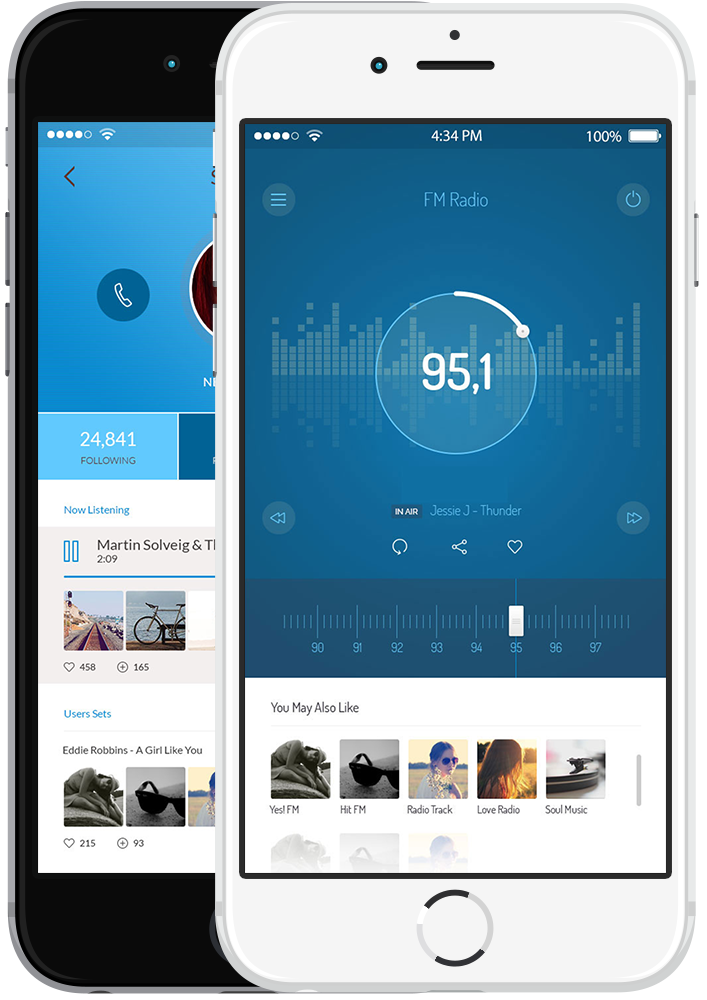 4:34 PM
100%
FM Radio
95,1
IN AIR Jessie J - Thunder
90 91 92 93 94 95 96 97
You May Also Like
Yes! FM
Hit FM
Radio Track
Love Radio
Soul Music
24,841
FOLLOWING
Now Listening
Martin Solveig &
2:09
458
165
Users Sets
Eddie Robbins - A Girl Like You
215
93